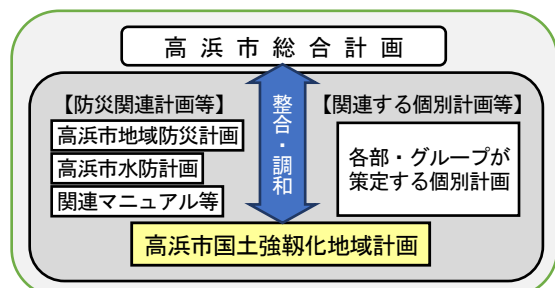 高浜市総合計画
【防災関連計画等】
高浜市地域防災計画
高浜市水防計画
関連マニュアル等
整合・調和
【関連する個別計画等】
各部・グループが
策定する個別計画
高浜市国土強靱化地域計画